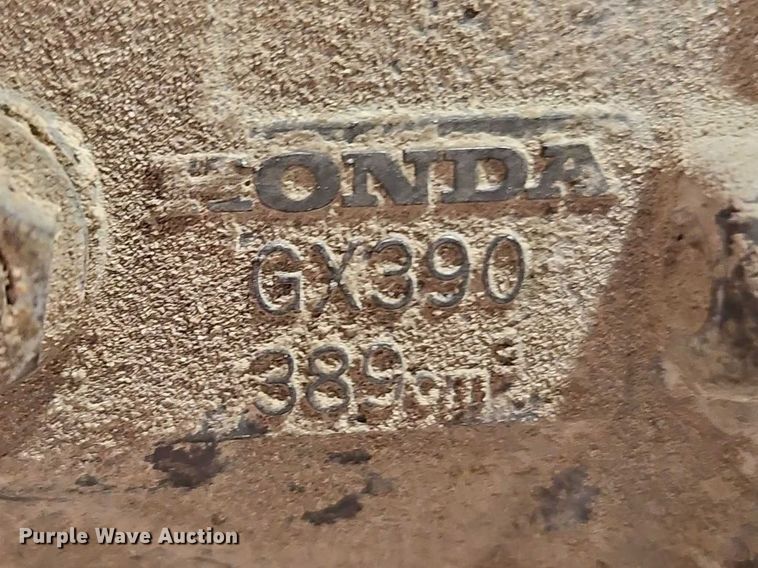 HONDA
GX390
389cm³
Purple Wave Auction